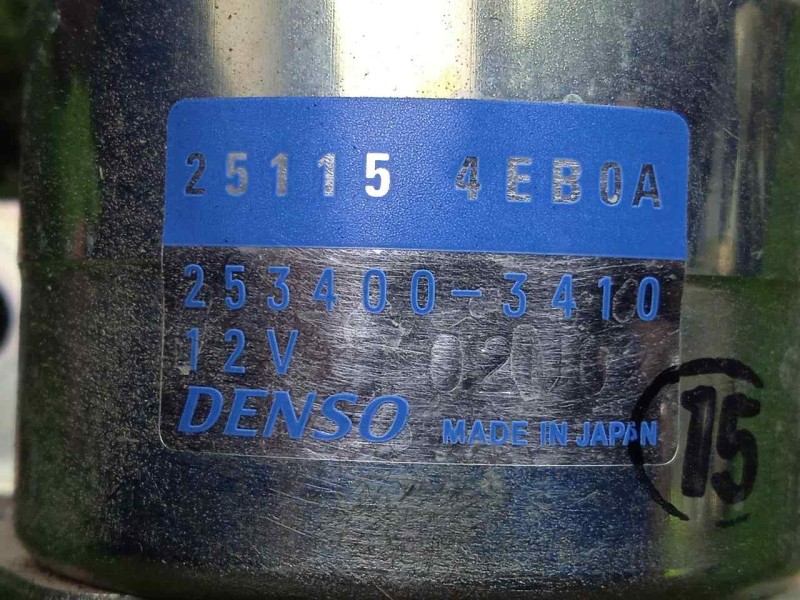 25115 4EB0A
253400-3410
12V
DENSO MADE IN JAPAN
15